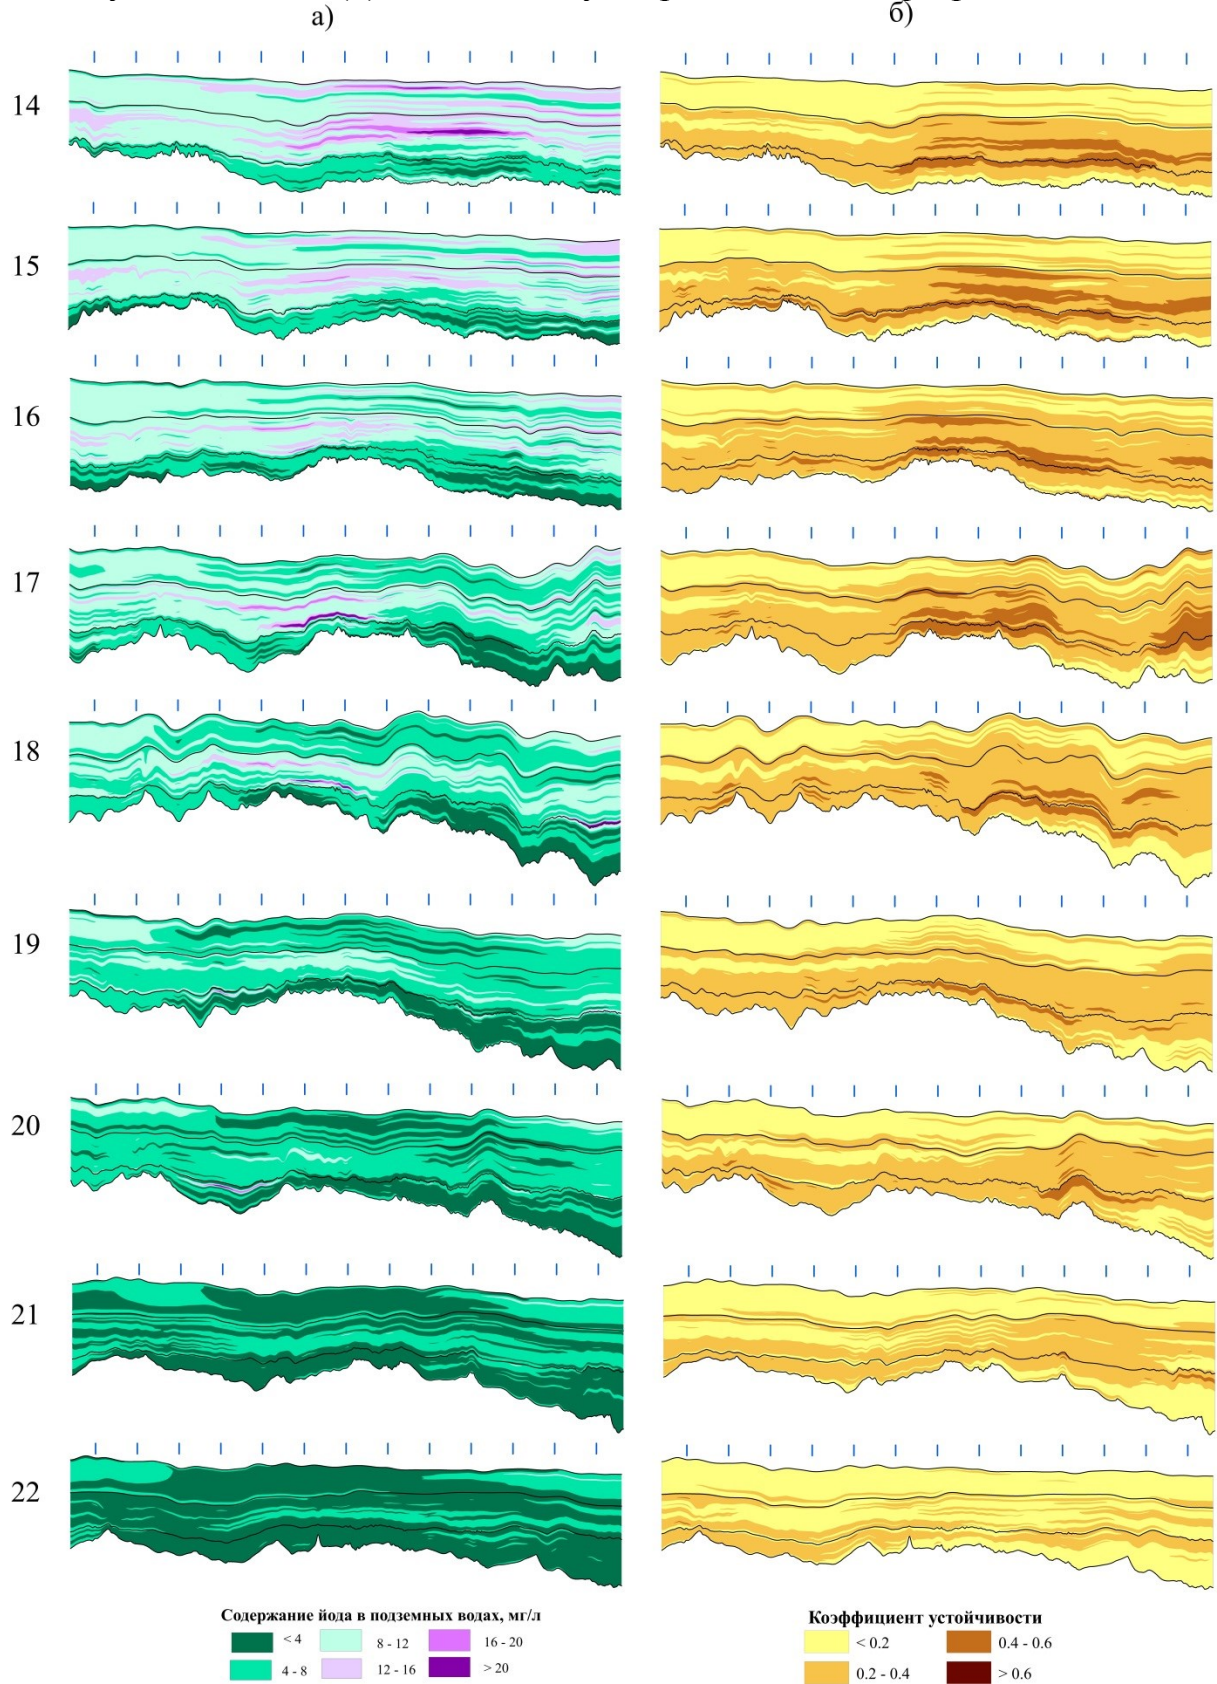 а)
б)
14
15
16
17
18
19
20
21
22
Содержание йода в подземных водах, мг/л
< 4
8 - 12
16 - 20
4 - 8
12 - 16
> 20
Коэффициент устойчивости
< 0.2
0.4 - 0.6
0.2 - 0.4
> 0.6